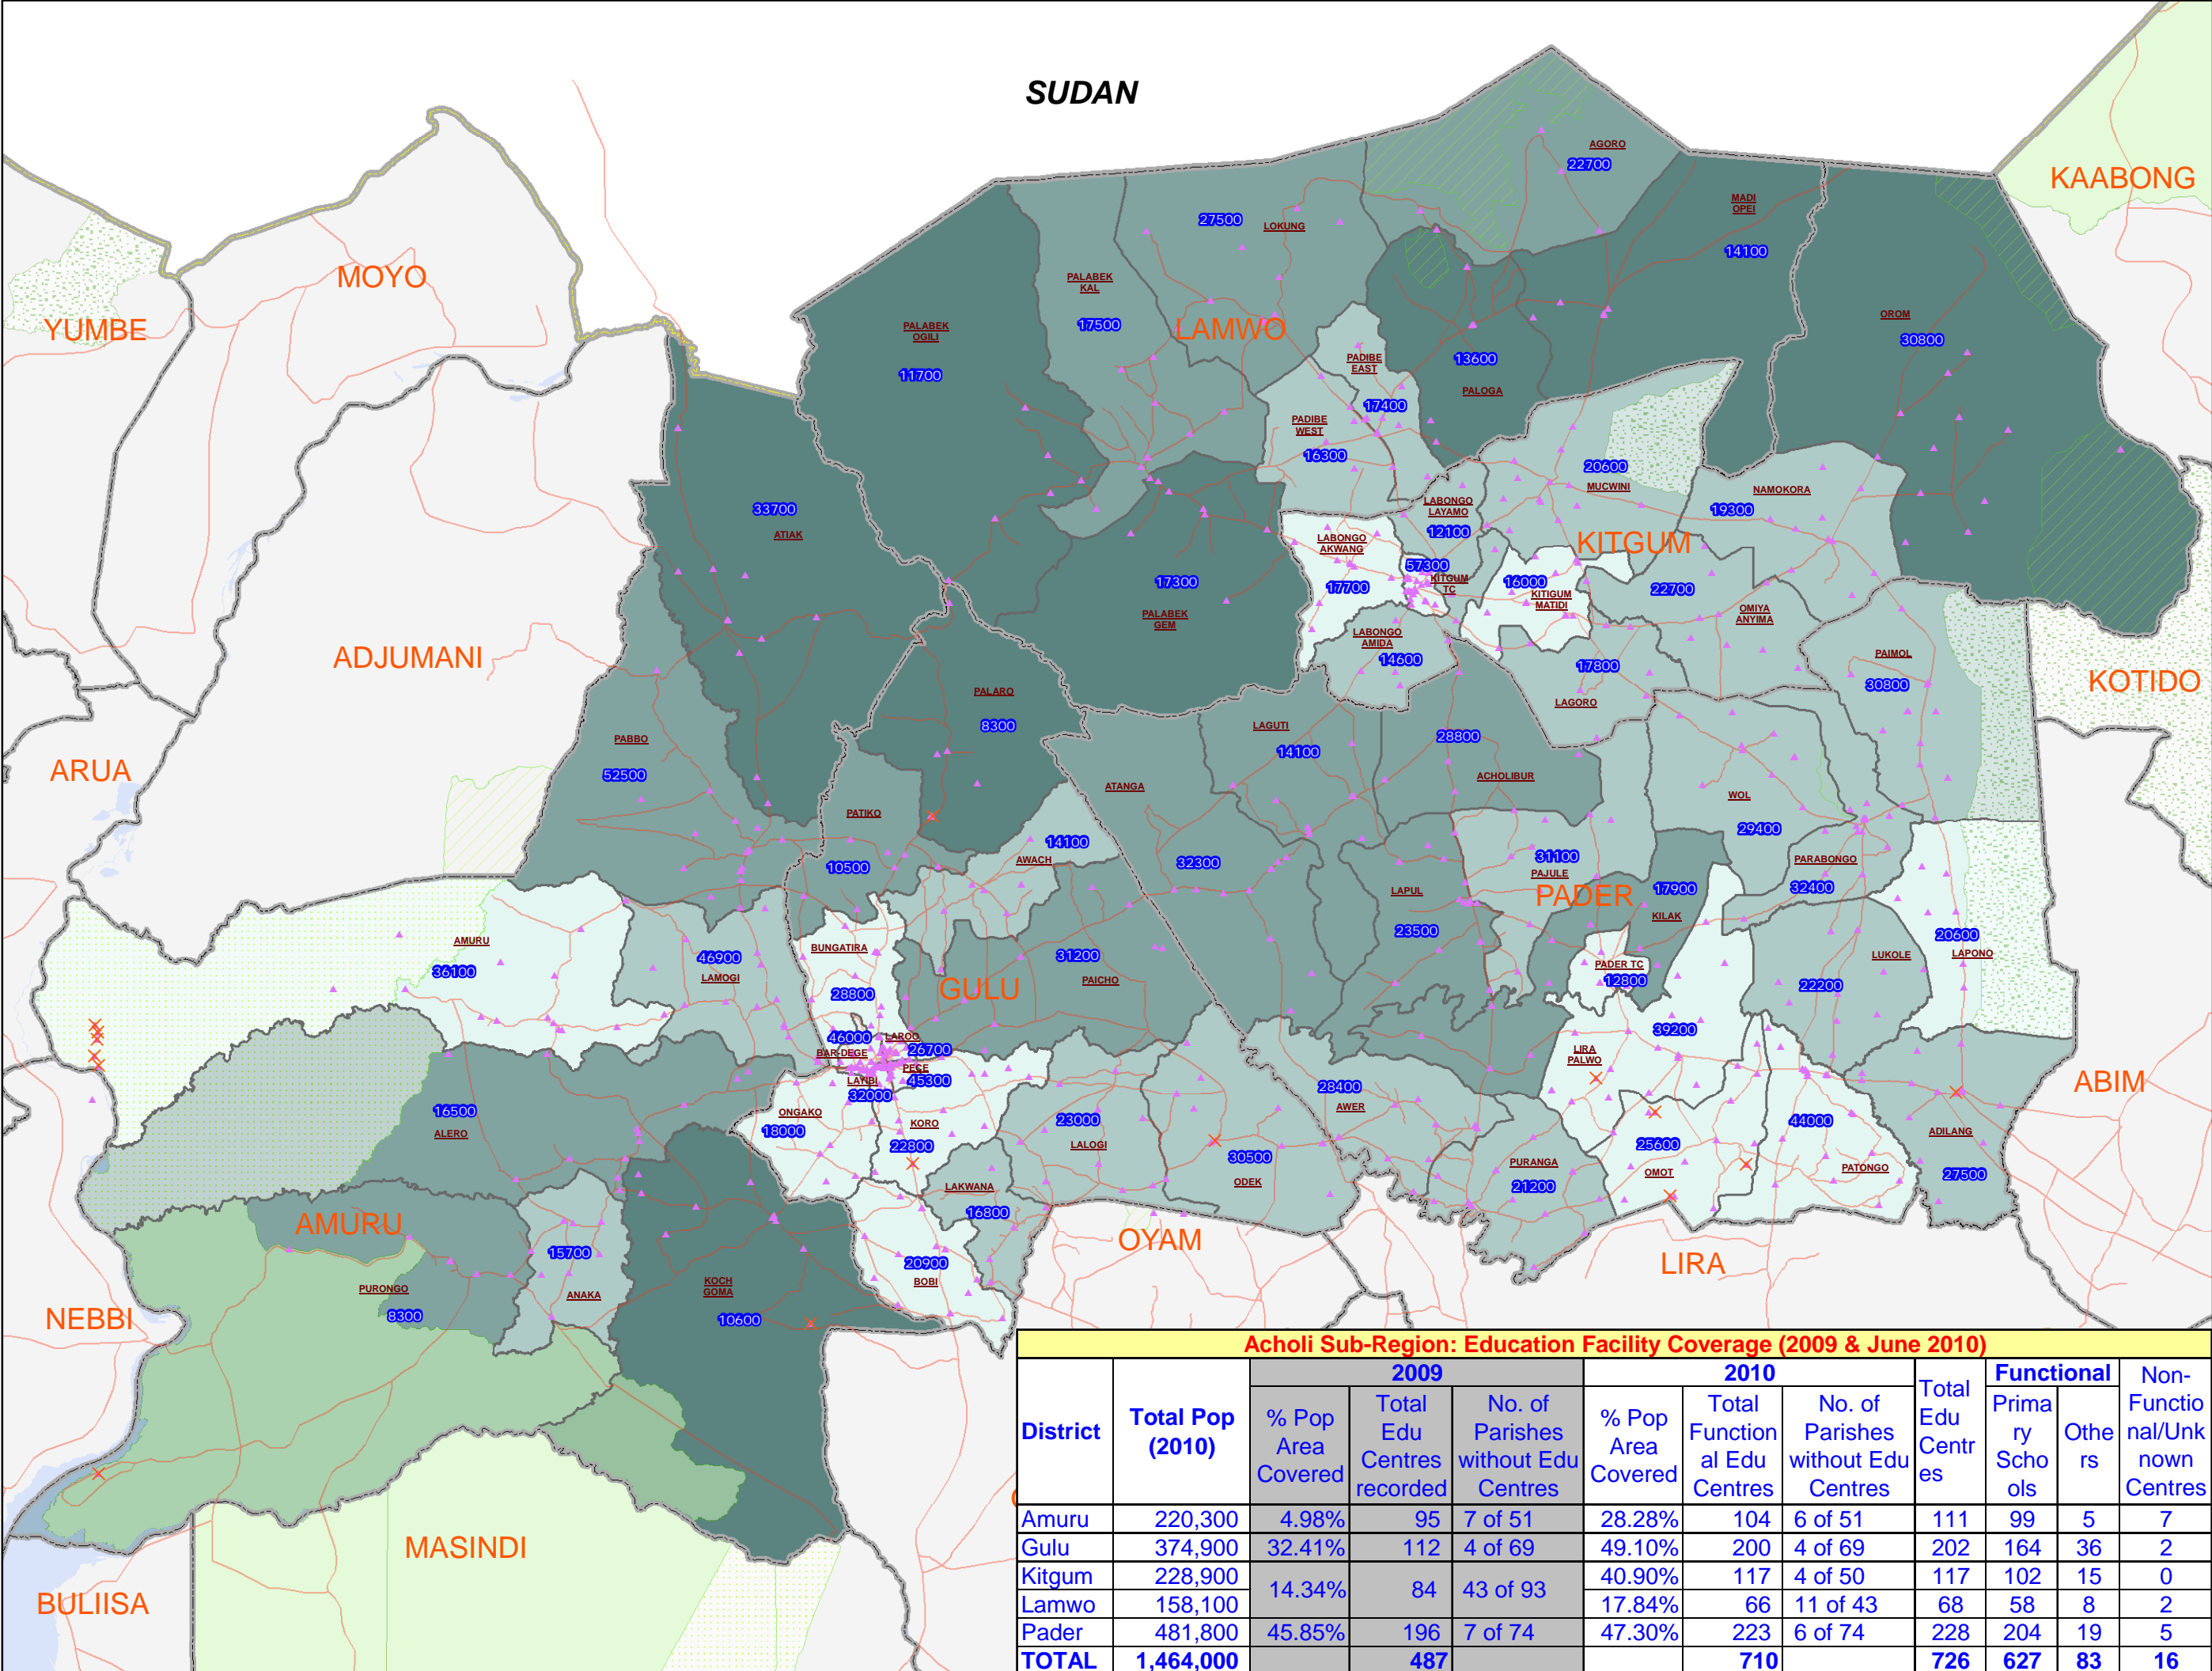 SUDAN
AGORO
22700
KAABONG
MADI
OPEI
14100
27500
LOKUNG
MOYO
PALABEK
KAL
17500
YUMBE
PALABEK
OGILI
11700
LAMWO
OROM
30800
PADIBE
EAST
17400
13600
PALOGA
PADIBE
WEST
16300
20600
MUCWINI
NAMOKORA
19300
33700
ATIAK
LABONGO
LAYAMO
12100
LABONGO
AKWANG
17700
KITGUM
57300
KITGUM
TC
16000
KITIGUM
MATIDI
17300
PALABEK
GEM
22700
OMIYA
ANYIMA
ADJUMANI
LABONGO
AMIDA
14600
17800
LAGORO
PAIMOL
30800
KOTIDO
PALARO
8300
PABBO
52500
ARUA
LAGUTI
14100
28800
ACHOLIBUR
ATANGA
32300
WOL
29400
PATIKO
10500
14100
AWACH
31100
PAJULE
PARABONGO
32400
LAPUL
23500
PADER
17900
KILAK
AMURU
36100
46900
LAMOGI
BUNGATIRA
28800
31200
PAICHO
GULU
20600
LAPONO
LUKOLE
22200
PADER TC
12800
39200
LIRA
PALWO
46000
LAROO
26700
BAR-DEGE
PECE
45300
LAYIBI
32000
ABIM
28400
AWER
16500
ALERO
ONGAKO
18000
KORO
22800
23000
LALOGI
30500
ODEK
25600
OMOT
44000
PATONGO
ADILANG
27500
PURANGA
21200
LAKWANA
16800
AMURU
OYAM
LIRA
15700
ANAKA
20900
BOBI
KOCH
GOMA
10600
PURONGO
8300
NEBBI
MASINDI
BULIISA
Acholi Sub-Region: Education Facility Coverage (2009 & June 2010)
District
Total Pop
(2010)
2009
% Pop
Area
Covered
Total
Edu
Centres
recorded
No. of
Parishes
without Edu
Centres
2010
% Pop
Area
Covered
Total
Function
al Edu
Centres
No. of
Parishes
without Edu
Centres
Total
Edu
Centr
es
Functional
Prima
ry
Scho
ols
Othe
rs
Non-
Functio
nal/Unk
nown
Centres
Amuru 220,300 4.98% 95 7 of 51 28.28% 104 6 of 51 111 99 5 7
Gulu 374,900 32.41% 112 4 of 69 49.10% 200 4 of 69 202 164 36 2
Kitgum 228,900 14.34% 84 43 of 93 40.90% 117 4 of 50 117 102 15 0
Lamwo 158,100 17.84% 66 11 of 43 68 58 8 2
Pader 481,800 45.85% 196 7 of 74 47.30% 223 6 of 74 228 204 19 5
TOTAL 1,464,000 487 710 726 627 83 16